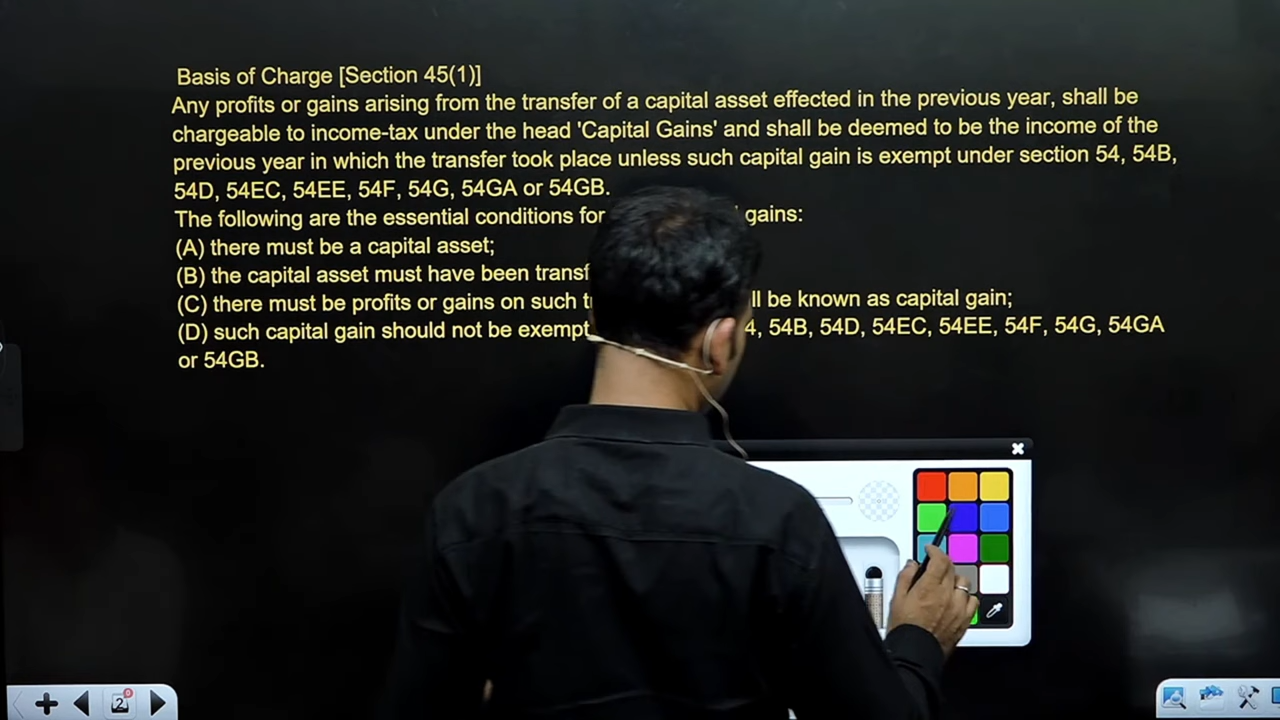 Basis of Charge [Section 45(1)]
Any profits or gains arising from the transfer of a capital asset effected in the previous year, shall be
chargeable to income-tax under the head 'Capital Gains' and shall be deemed to be the income of the
previous year in which the transfer took place unless such capital gain is exempt under section 54, 54B,
54D, 54EC, 54EE, 54F, 54G, 54GA or 54GB.
The following are the essential conditions for gains:
(A) there must be a capital asset;
(B) the capital asset must have been
(C) there must be profits or gains on such be known as capital gain;
(D) such capital gain should not be exempt 54B, 54D, 54EC, 54EE, 54F, 54G, 54GA
or 54GB.
2